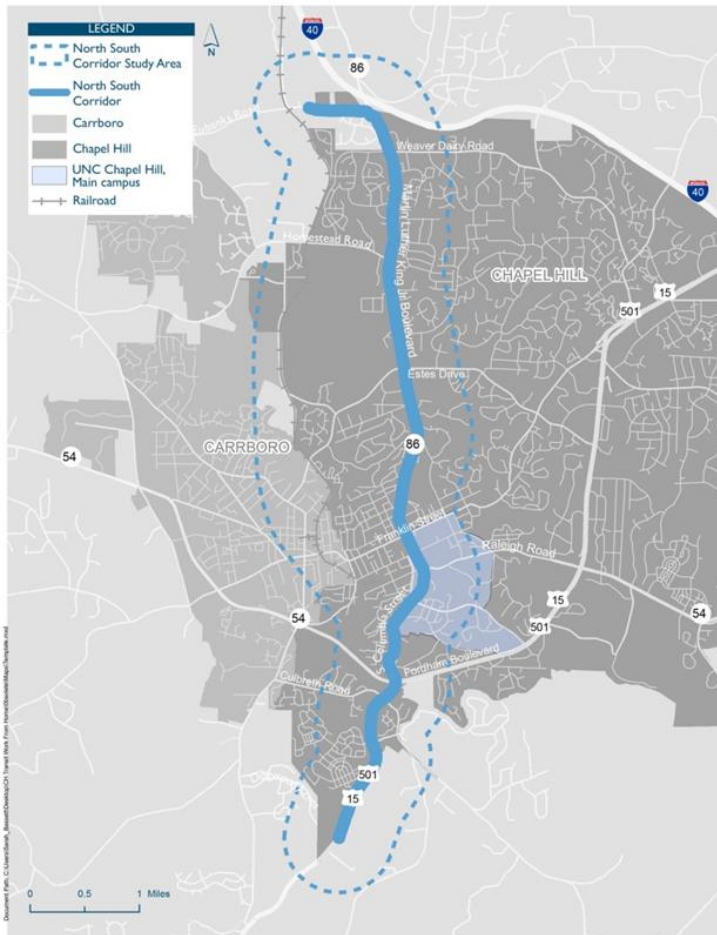 LEGEND
North South
Corridor Study Area
North South
Corridor
Carrboro
Chapel Hill
UNC Chapel Hill,
Main campus
Railroad
N
40
86
Eubanks Road
Weaver Dairy Road
40
Homestead Road
Martin Luther King Jr Boulevard
CHAPEL HILL
15
501
Estes Drive
CARRBORO
86
54
Franklin Street
Raleigh Road
S Columbia Street
15
54
54
501
Fordham Boulevard
Culbreth Road
501
15
0 0.5 1 Miles